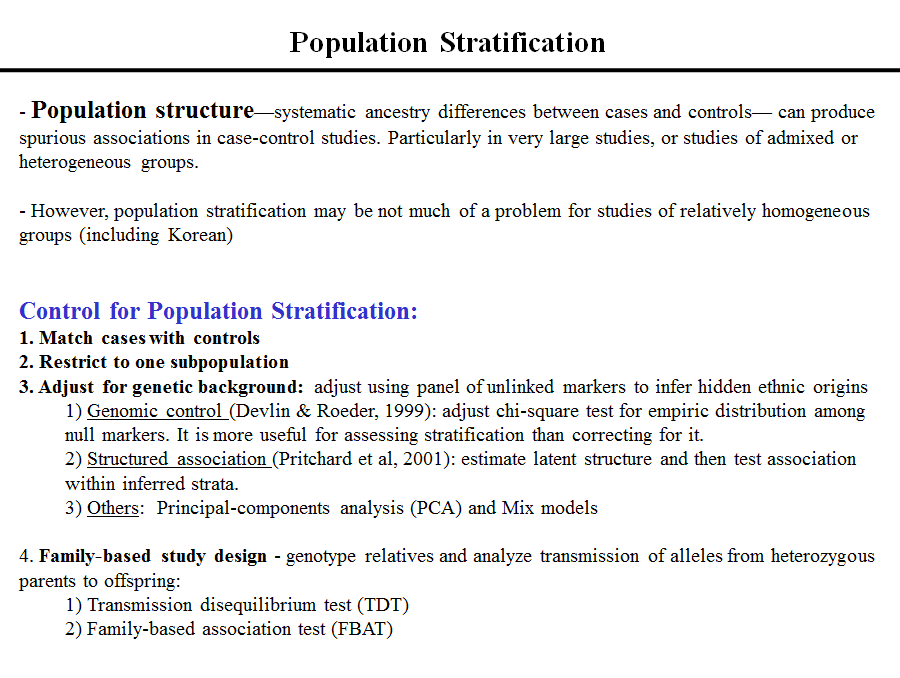 Population Stratification
- Population structure—systematic ancestry differences between cases and controls— can produce
spurious associations in case-control studies. Particularly in very large studies, or studies of admixed or
heterogeneous groups.
- However, population stratification may be not much of a problem for studies of relatively homogeneous
groups (including Korean)
Control for Population Stratification:
1. Match cases with controls
2. Restrict to one subpopulation
3. Adjust for genetic background: adjust using panel of unlinked markers to infer hidden ethnic origins
1) Genomic control (Devlin & Roeder, 1999): adjust chi-square test for empiric distribution among
null markers. It is more useful for assessing stratification than correcting for it.
2) Structured association (Pritchard et al, 2001): estimate latent structure and then test association
within inferred strata.
3) Others: Principal-components analysis (PCA) and Mix models
4. Family-based study design - genotype relatives and analyze transmission of alleles from heterozygous
parents to offspring:
1) Transmission disequilibrium test (TDT)
2) Family-based association test (FBAT)